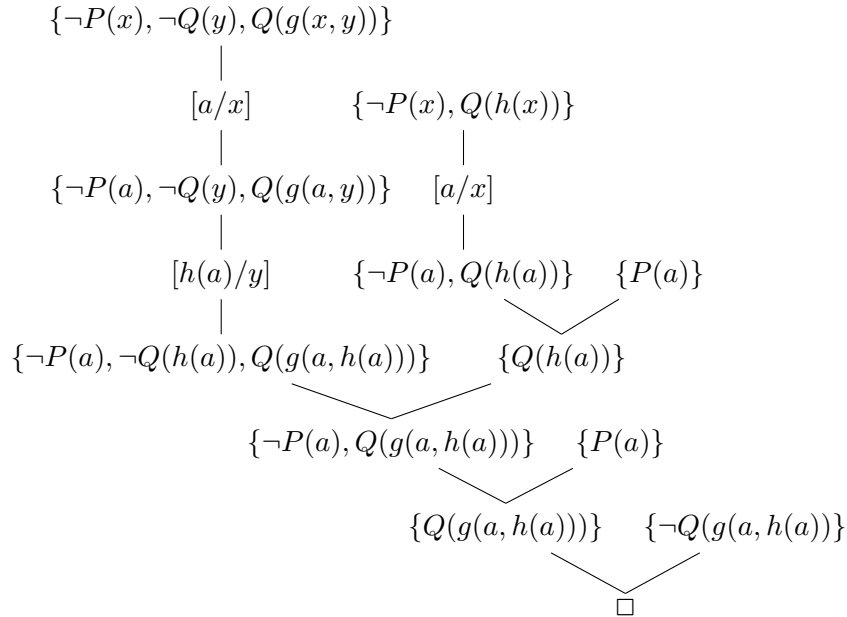 {¬P(x), ¬Q(y), Q(g(x, y))}
[a/x] {¬P(x), Q(h(x))}
{¬P(a), ¬Q(y), Q(g(a, y))} [a/x]
[h(a)/y] {¬P(a), Q(h(a))} {P(a)}
{¬P(a), ¬Q(h(a)), Q(g(a, h(a)))} {Q(h(a))}
{¬P(a), Q(g(a, h(a)))} {P(a)}
{Q(g(a, h(a)))} {¬Q(g(a, h(a))}
□